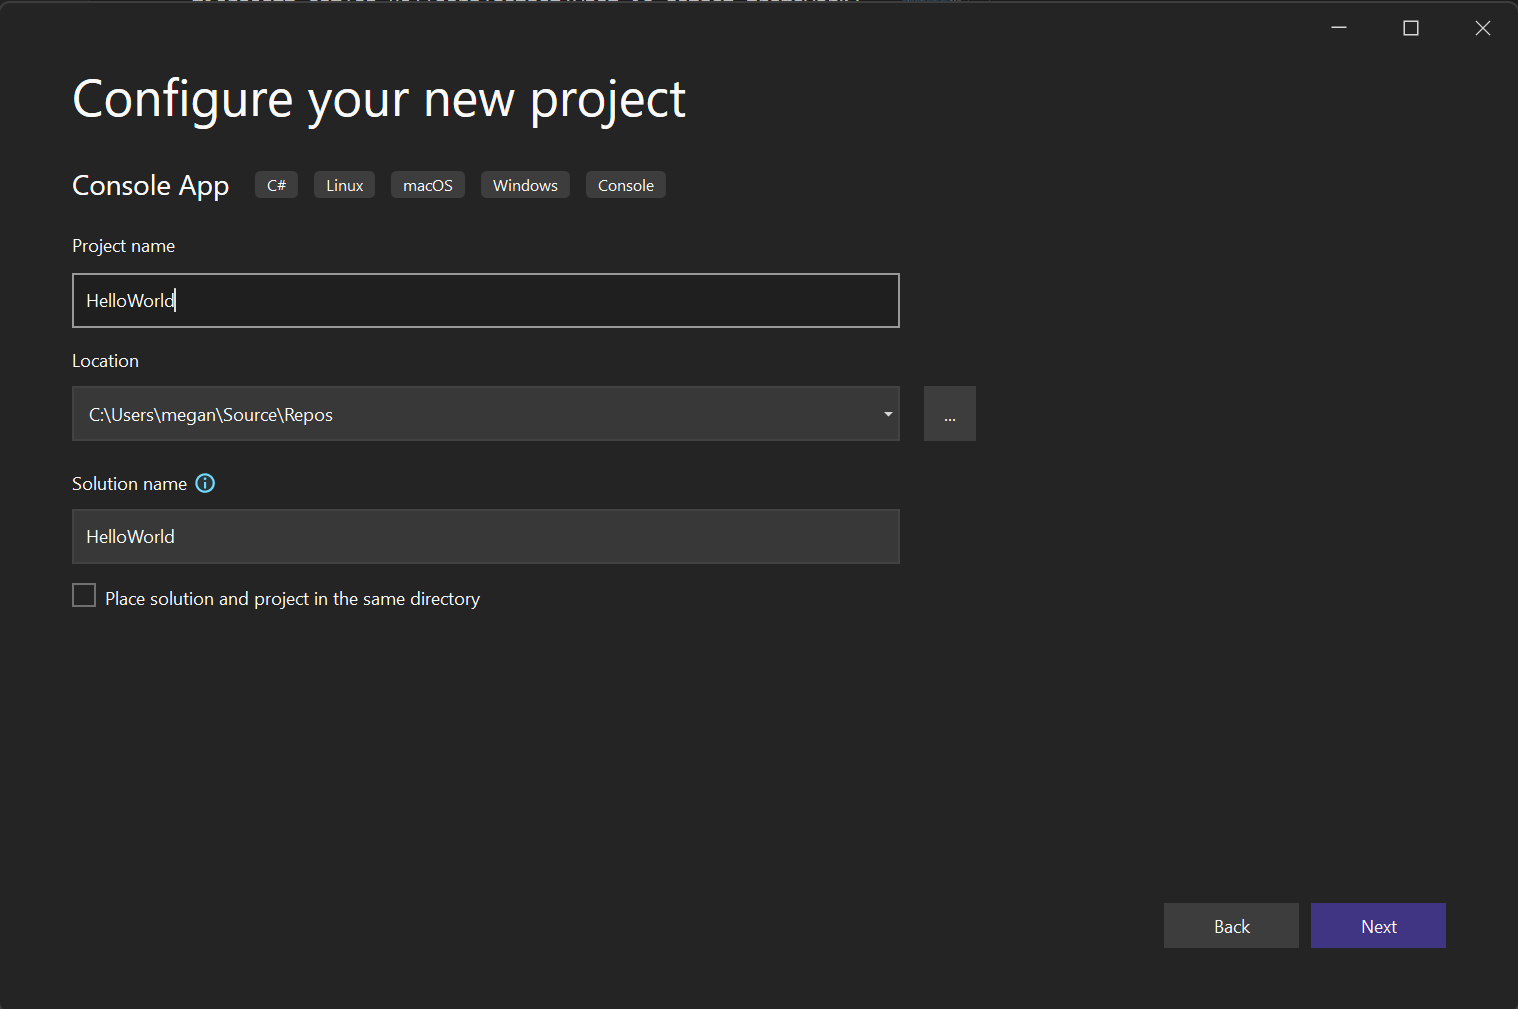 Configure your new project
Console App C# Linux macOS Windows Console
Project name
HelloWorld
Location
C:\Users\megan\Source\Repos
...
Solution name
HelloWorld
Place solution and project in the same directory
Back Next